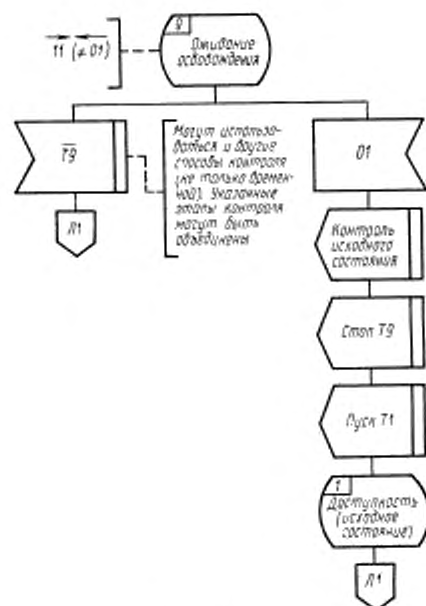 9
Ожидание
освобождения
11 (≠01)
T9
Могут использо-
ваться и другие
способы контроля
(не только времен-
ной). Указанные
этапы контроля
могут быть
объединены
Л1
01
Контроль
исходного
состояния
Стоп Т9
Пуск Т1
1
Доступность
(исходное
состояние)
Л1